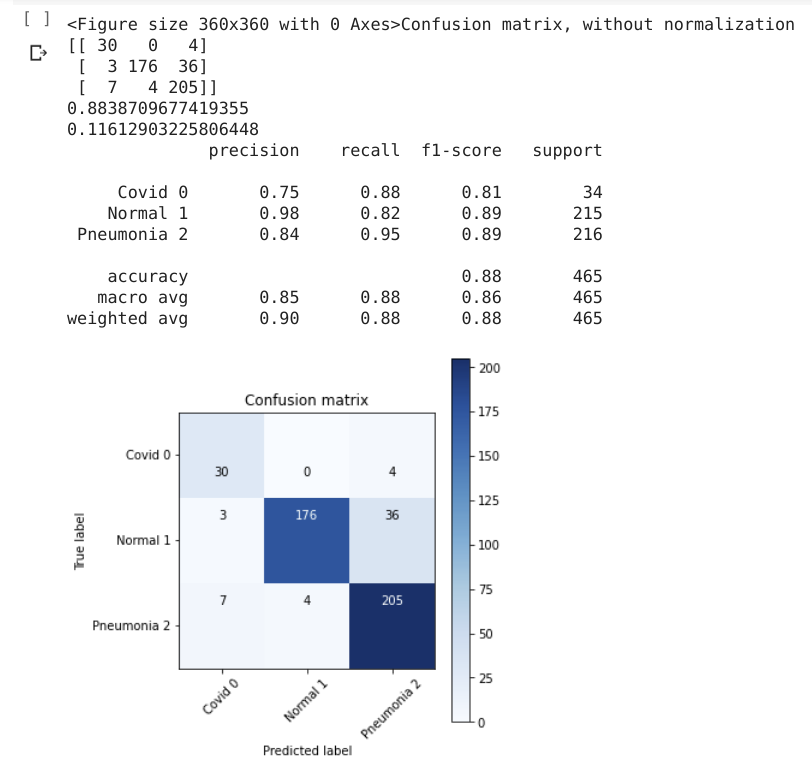 [ ] <Figure size 360x360 with 0 Axes>Confusion matrix, without normalization
[[ 30   0   4]
 [  3 176  36]
 [  7   4 205]]
0.8838709677419355
0.11612903225806448
precision recall f1-score support
Covid 0 0.75 0.88 0.81 34
Normal 1 0.98 0.82 0.89 215
Pneumonia 2 0.84 0.95 0.89 216
accuracy 0.88 465
macro avg 0.85 0.88 0.86 465
weighted avg 0.90 0.88 0.88 465
Confusion matrix
True label
Covid 0 30 0 4
Normal 1 3 176 36
Pneumonia 2 7 4 205
Covid 0 Normal 1 Pneumonia 2
Predicted label
200
175
150
125
100
75
50
25
0